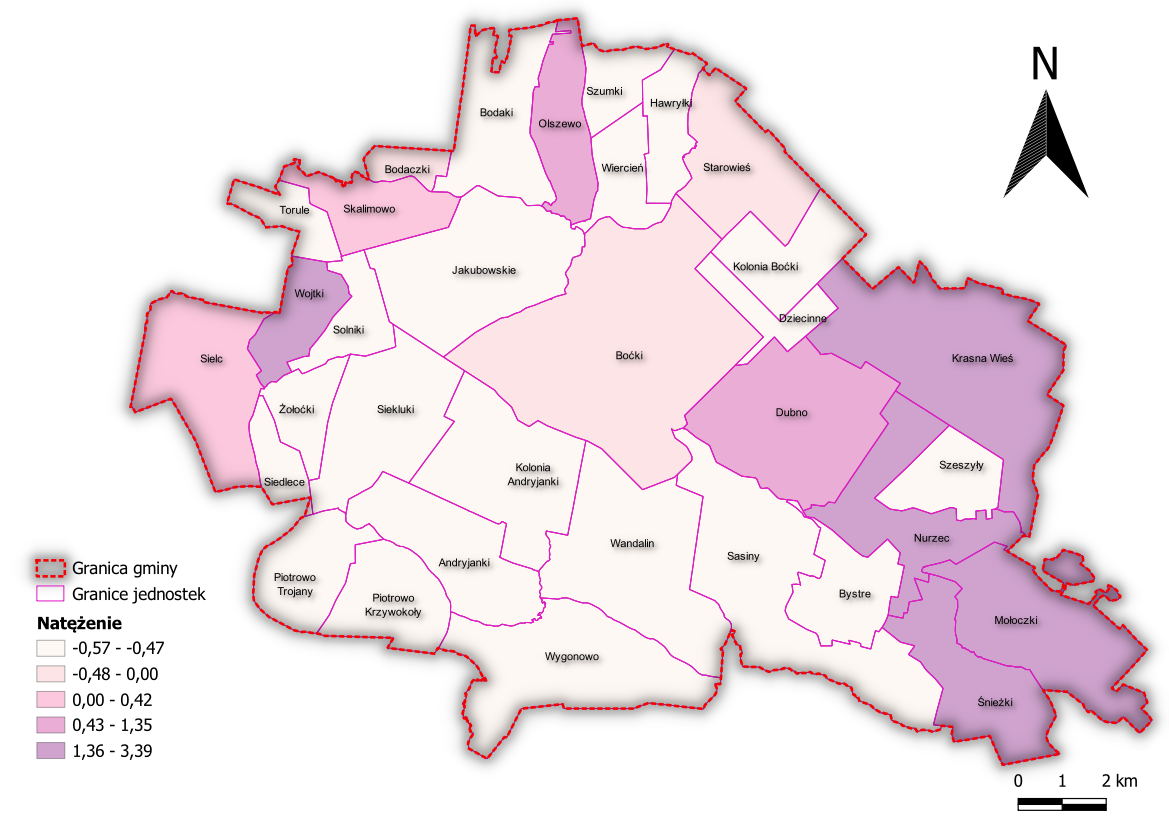 N
Szumki
Hawryłki
Bodaki
Olszewo
Bodaczki
Wiercień
Starowieś
Torule
Skalimowo
Jakubowskie
Kolonia Boćki
Wojtki
Dziecinne
Solniki
Sielc
Boćki
Krasna Wieś
Żołoćki
Siekluki
Dubno
Szeszyły
Kolonia
Andryjanki
Siedlece
Nurzec
Wandalin
Sasiny
Andryjanki
Piotrowo
Trojany
Bystre
Piotrowo
Krzywokoły
Mołoczki
Wygonowo
Śnieżki
Granica gminy
Granice jednostek
Natężenie
-0,57 - -0,47
-0,48 - 0,00
0,00 - 0,42
0,43 - 1,35
1,36 - 3,39
0 1 2 km